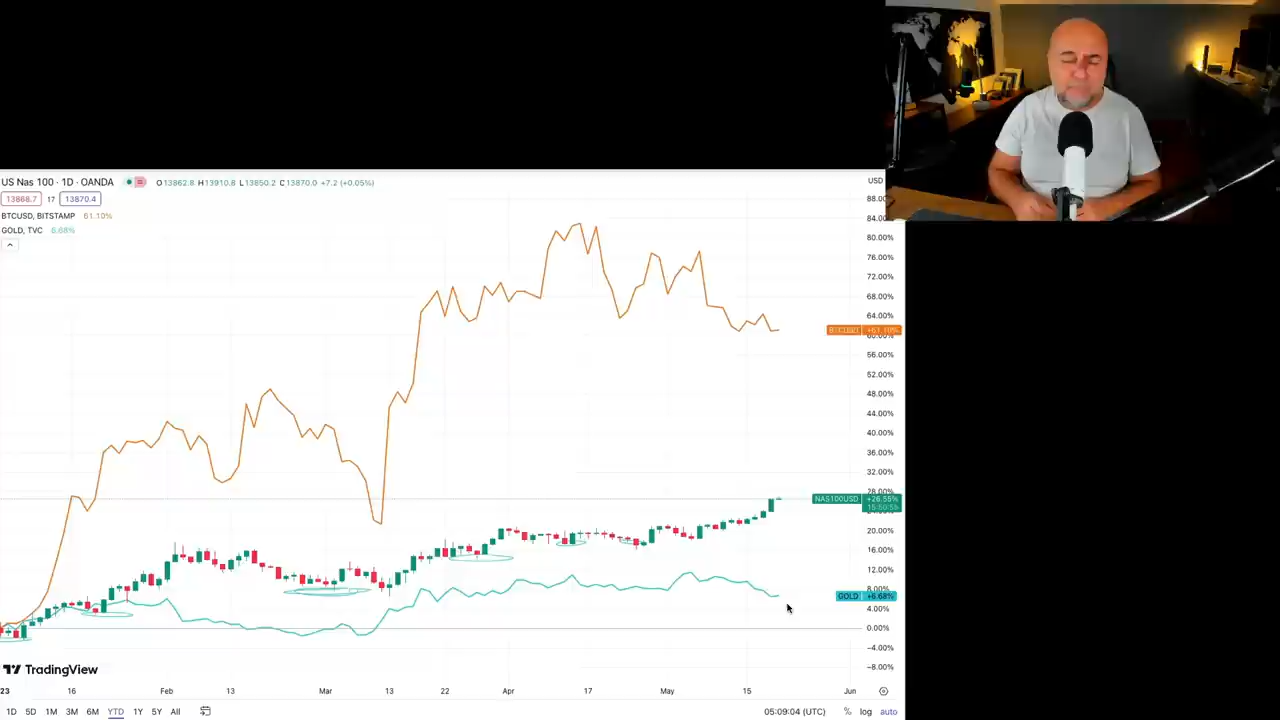 US Nas 100 · 1D · OANDA O13862.8 H13910.8 L13850.2 C13870.0 +7.2 (+0.05%)
USD
13868.7 17 13870.4
BTCUSD, BITSTAMP 61.10%
GOLD, TVC 6.68%
84.00%
80.00%
76.00%
72.00%
68.00%
64.00%
BTCUSD +61.10%
60.00%
56.00%
52.00%
48.00%
44.00%
40.00%
36.00%
32.00%
28.00%
NAS100USD +26.55%
20.00%
16.00%
12.00%
8.00%
GOLD +6.68%
4.00%
0.00%
−4.00%
−8.00%
TradingView
23 16 Feb 13 Mar 13 22 Apr 17 May 15 Jun
1D 5D 1M 3M 6M YTD 1Y 5Y All 05:09:04 (UTC) % log auto